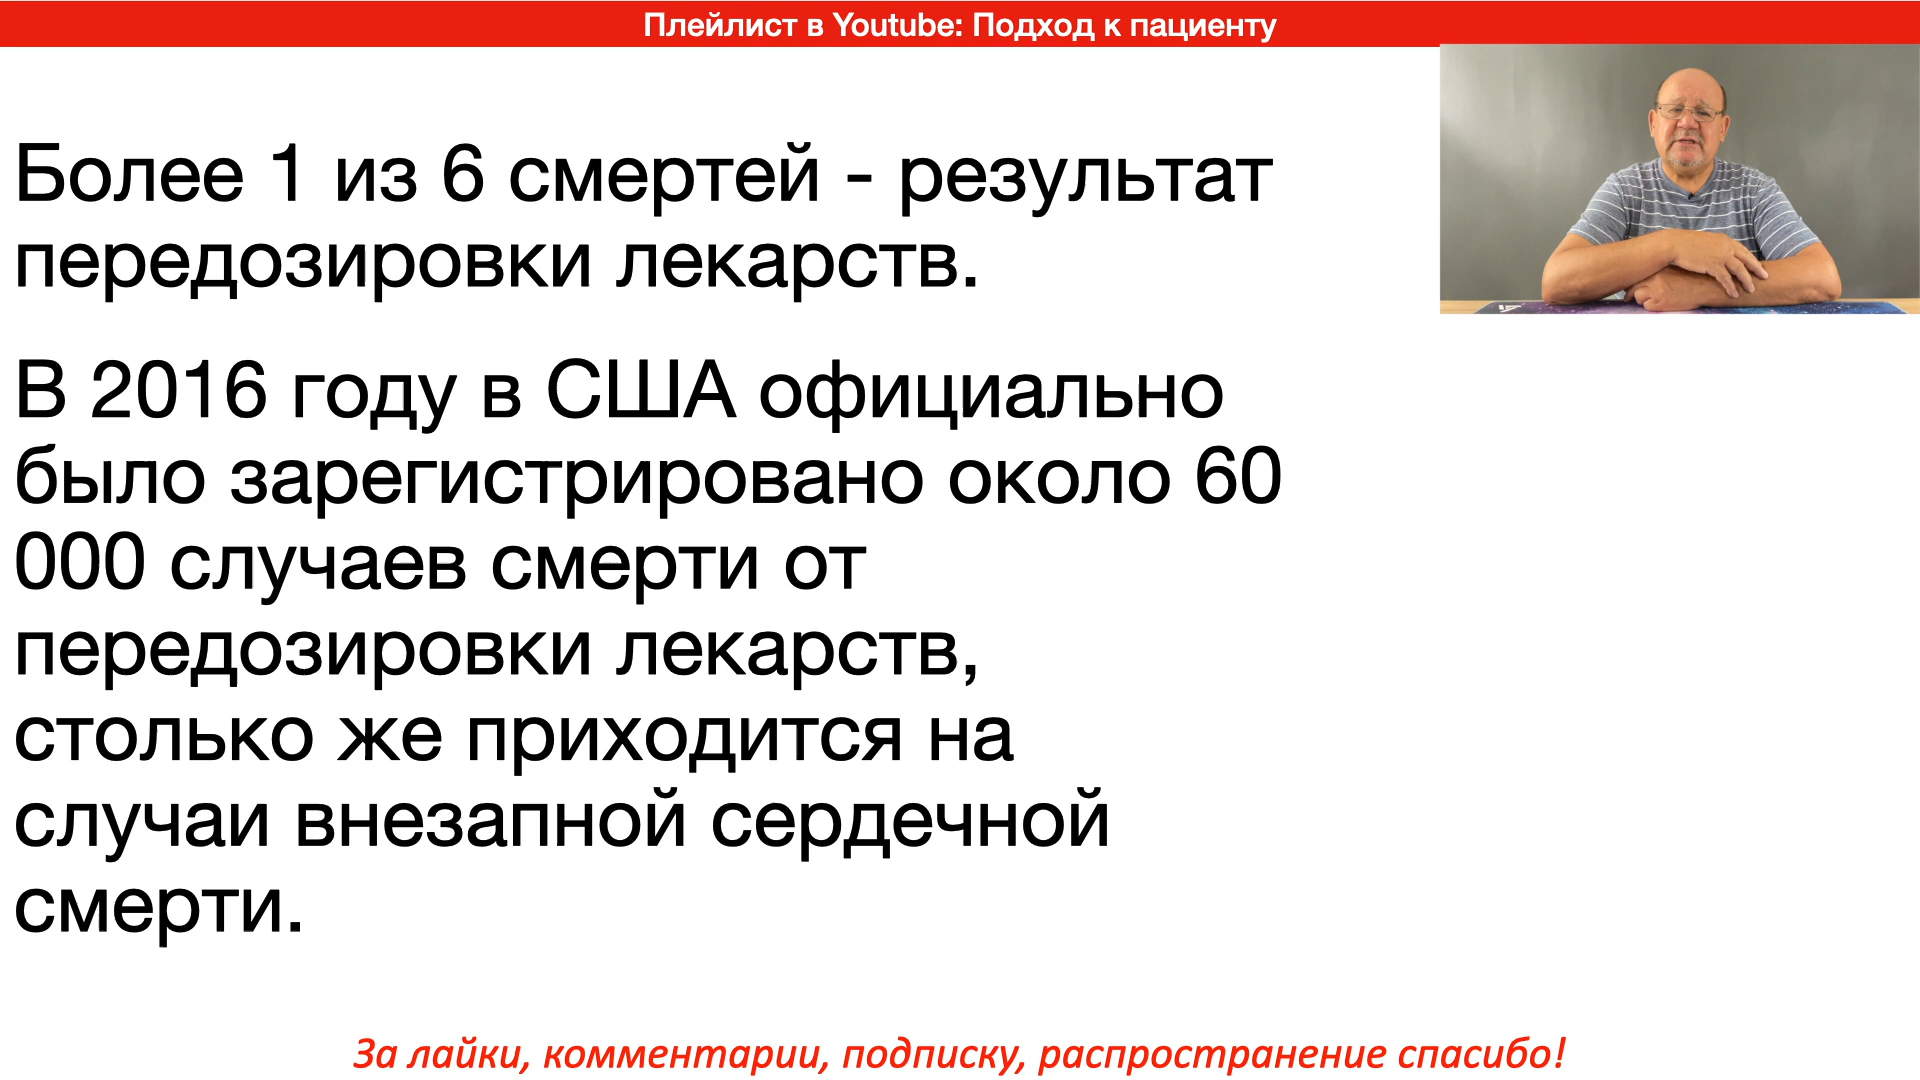 Плейлист в Youtube: Подход к пациенту
Более 1 из 6 смертей - результат
передозировки лекарств.
В 2016 году в США официально
было зарегистрировано около 60
000 случаев смерти от
передозировки лекарств,
столько же приходится на
случаи внезапной сердечной
смерти.
За лайки, комментарии, подписку, распространение спасибо!